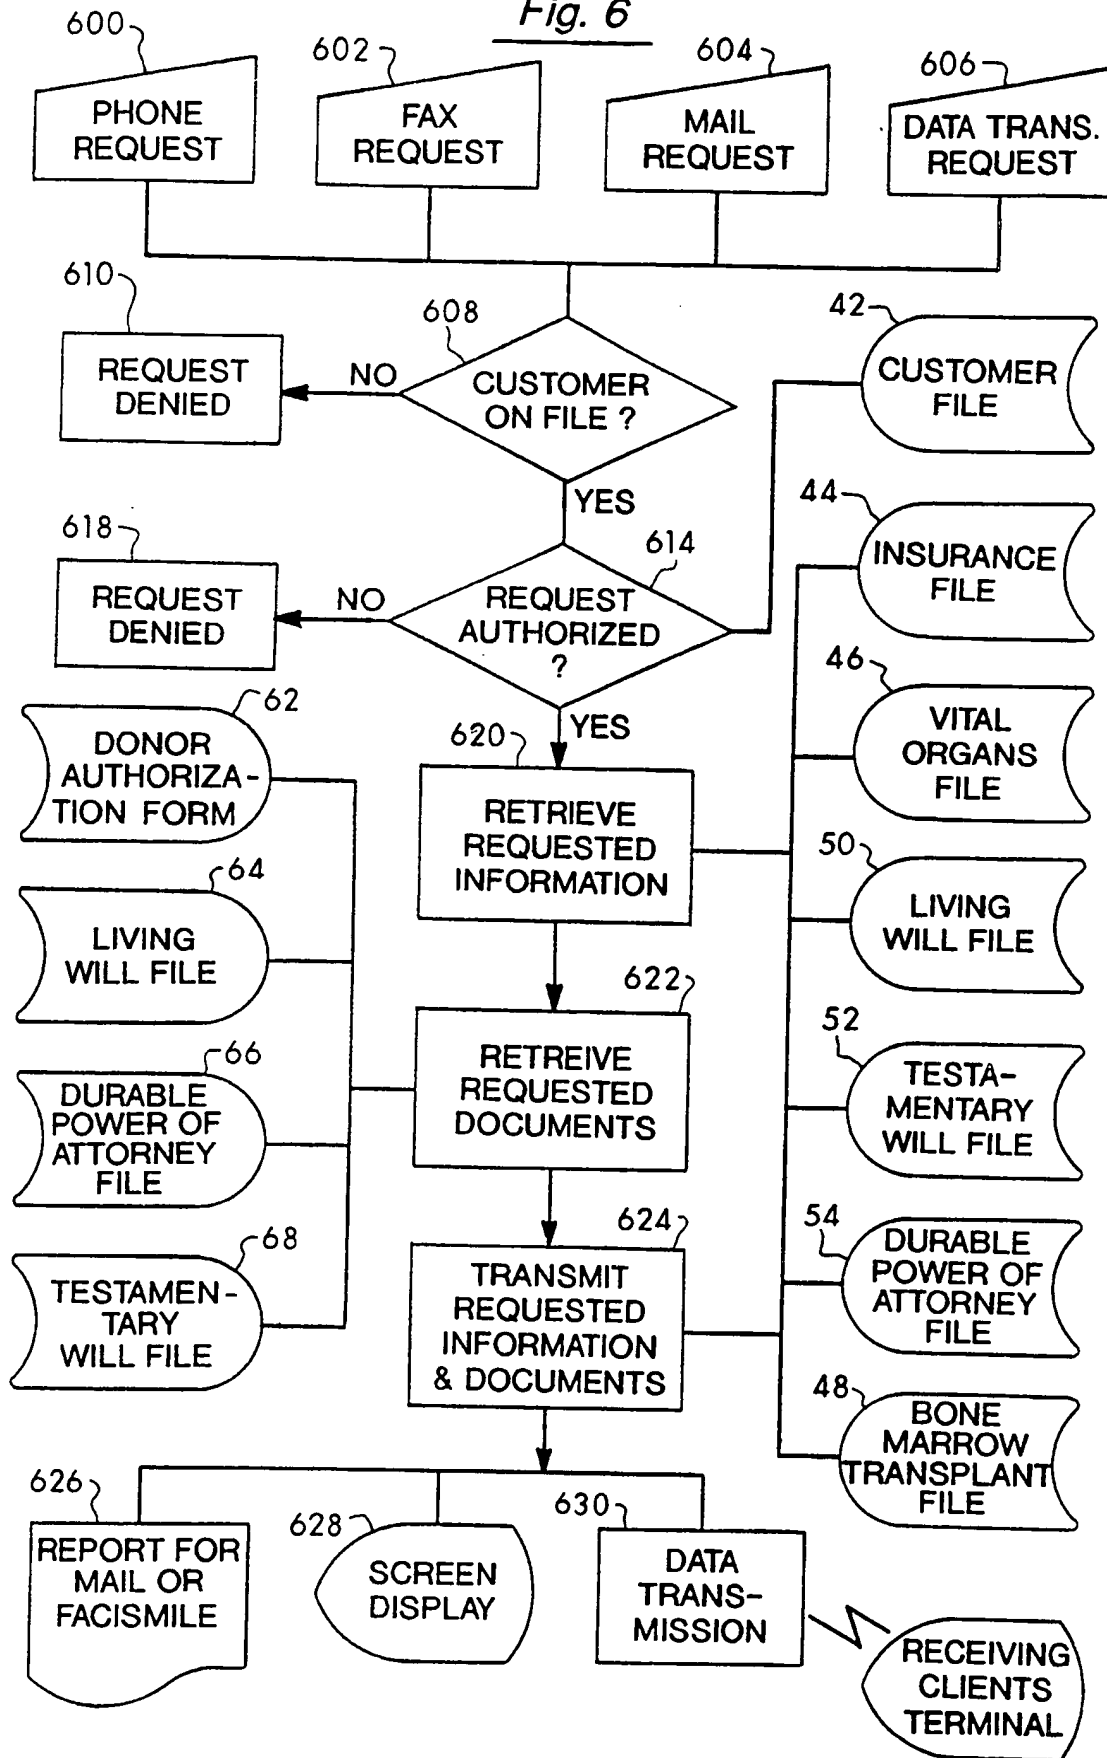 Fig. 6
600
602
604
606
PHONE
REQUEST
FAX
REQUEST
MAIL
REQUEST
DATA TRANS.
REQUEST
610
608
42
REQUEST
DENIED
NO
CUSTOMER
ON FILE ?
CUSTOMER
FILE
YES
44
618
614
INSURANCE
FILE
REQUEST
DENIED
NO
REQUEST
AUTHORIZED
?
46
62
YES
VITAL
ORGANS
FILE
DONOR
AUTHORIZA-
TION FORM
620
RETRIEVE
REQUESTED
INFORMATION
50
64
LIVING
WILL FILE
LIVING
WILL FILE
622
52
66
RETREIVE
REQUESTED
DOCUMENTS
TESTA-
MENTARY
WILL FILE
DURABLE
POWER OF
ATTORNEY
FILE
624
54
68
DURABLE
POWER OF
ATTORNEY
FILE
TESTAMEN-
TARY
WILL FILE
TRANSMIT
REQUESTED
INFORMATION
& DOCUMENTS
48
BONE
MARROW
TRANSPLANT
FILE
626
628
630
REPORT FOR
MAIL OR
FACISMILE
SCREEN
DISPLAY
DATA
TRANS-
MISSION
RECEIVING
CLIENTS
TERMINAL